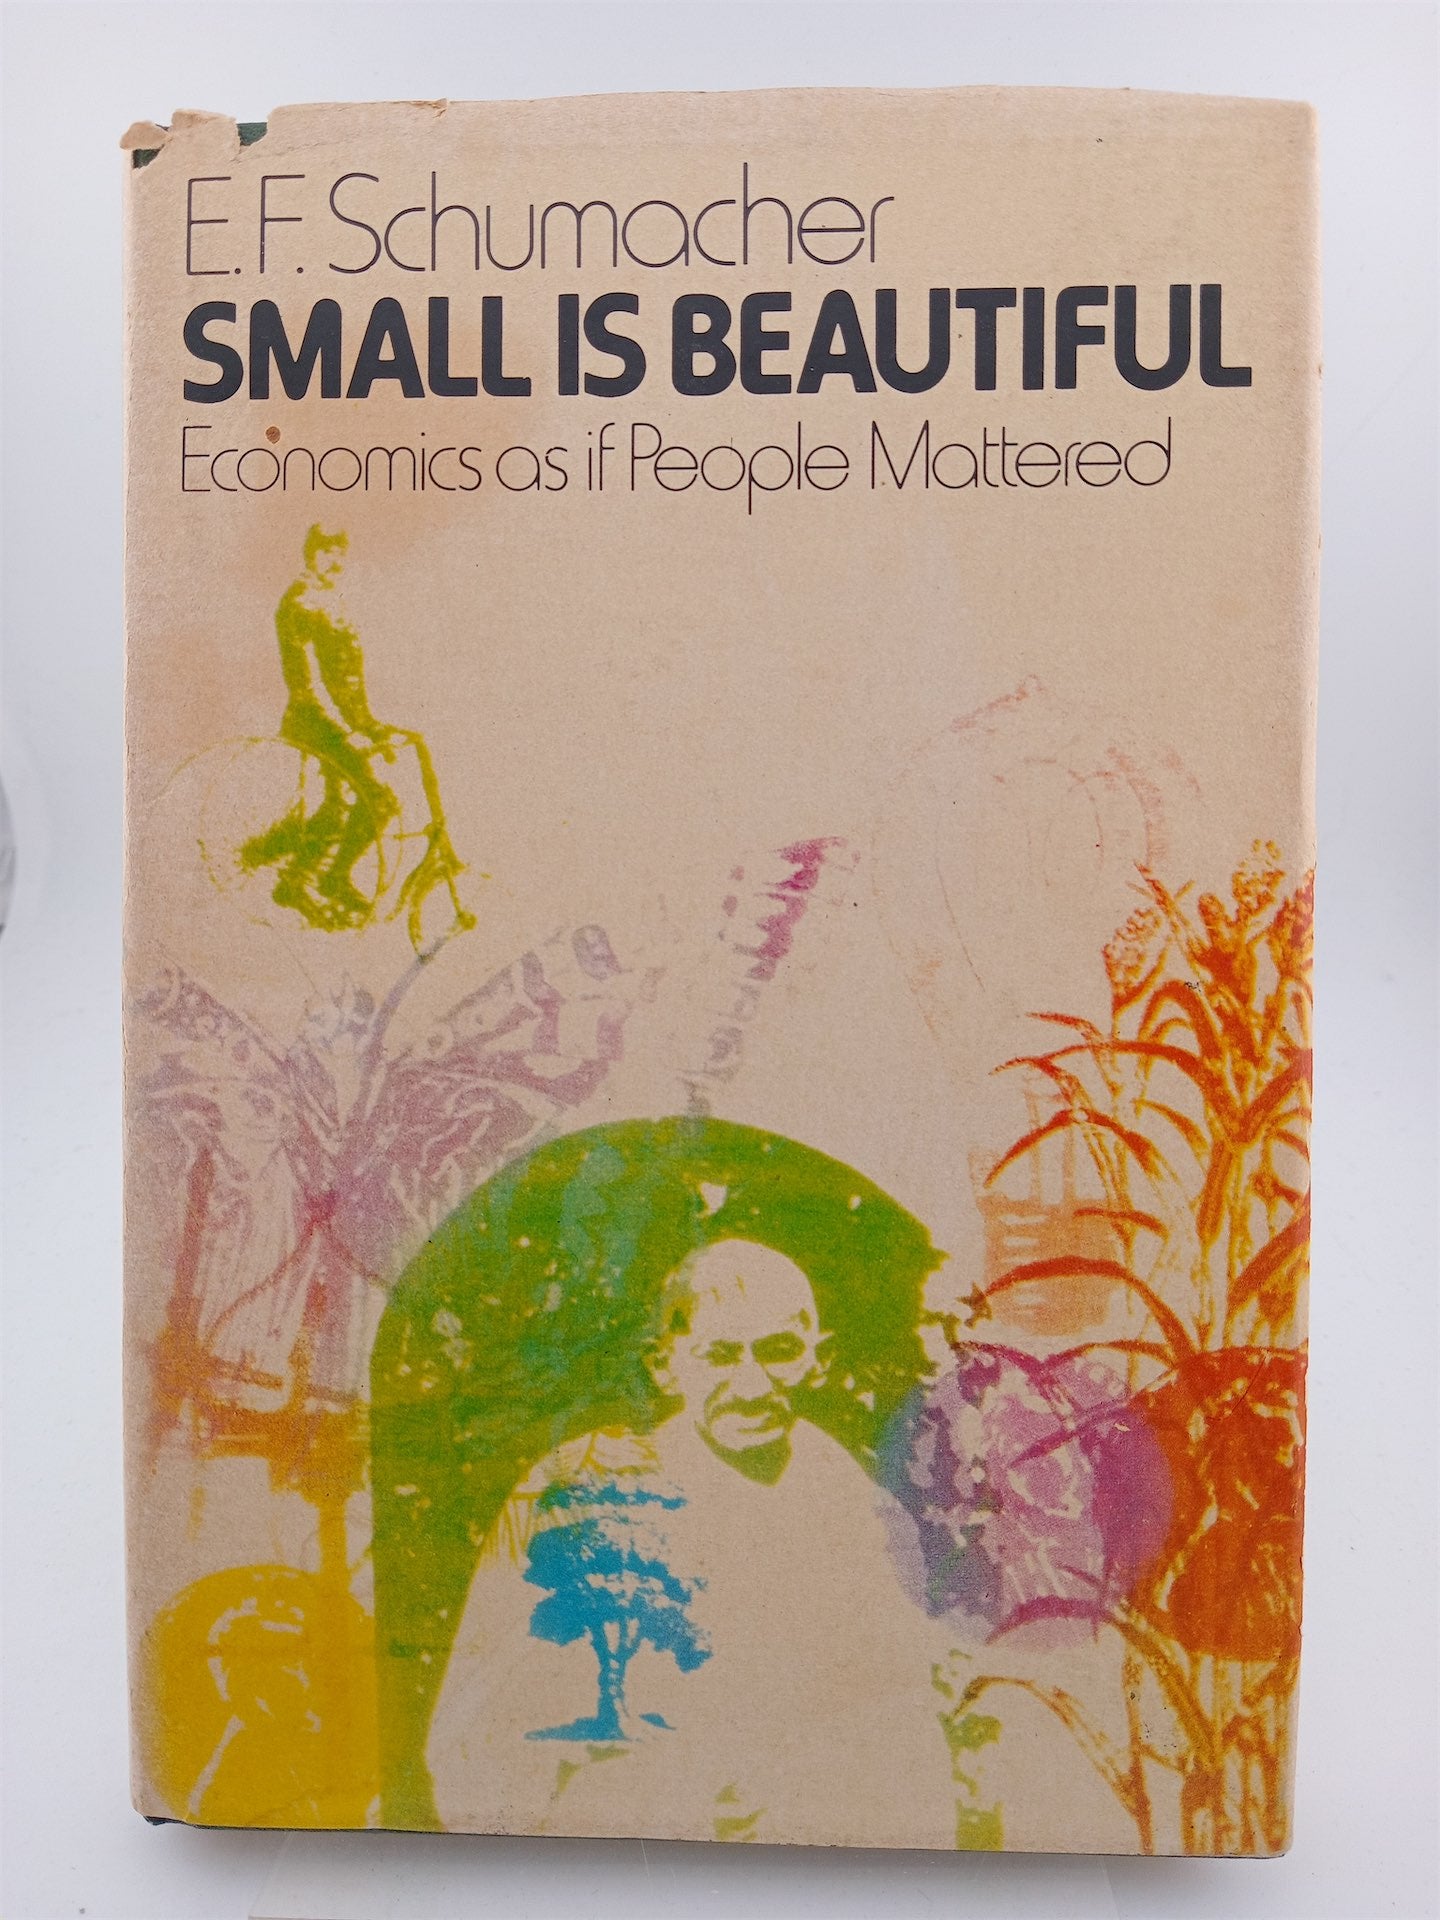 E.F. Schumacher
SMALL IS BEAUTIFUL
Economics as if People Mattered